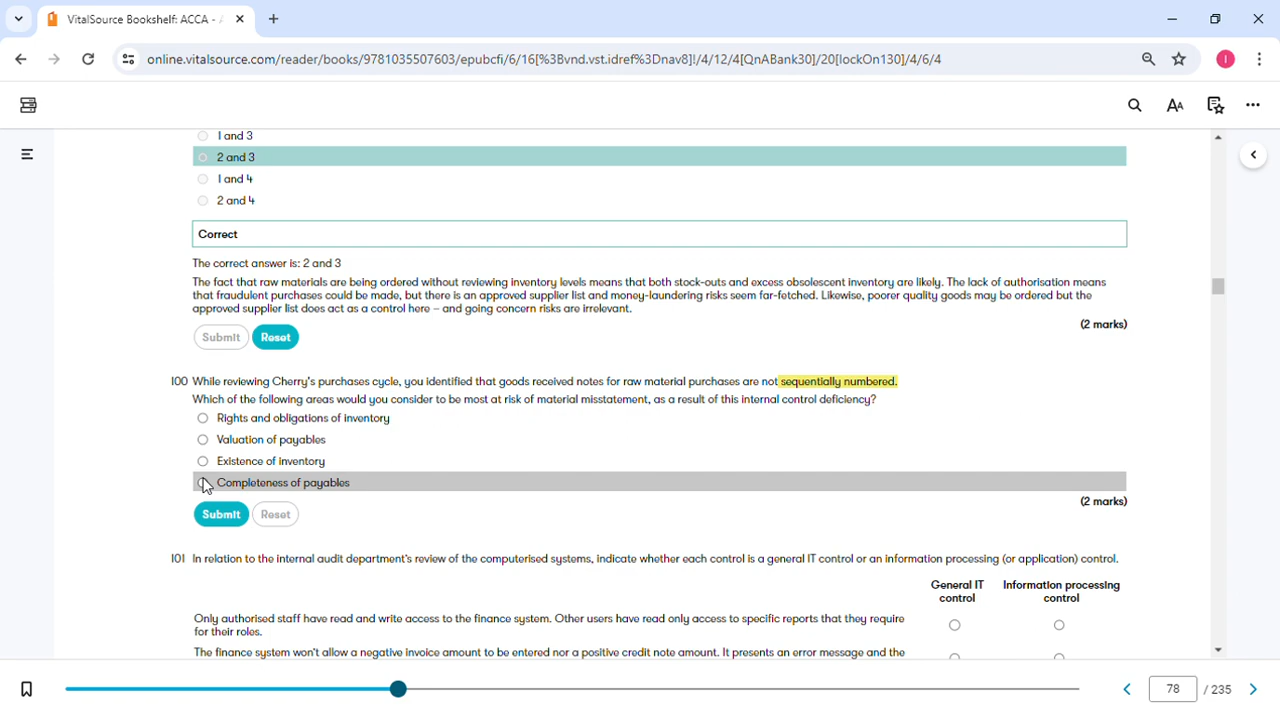 VitalSource Bookshelf: ACCA -
online.vitalsource.com/reader/books/9781035507603/epubcfi/6/16[%3Bvnd.vst.idref%3Dnav8]!/4/12/4[QnABank30]/20[lockOn130]/4/6/4
I
AA
1 and 3
2 and 3
1 and 4
2 and 4
Correct
The correct answer is: 2 and 3
The fact that raw materials are being ordered without reviewing inventory levels means that both stock-outs and excess obsolescent inventory are likely. The lack of authorisation means
that fraudulent purchases could be made, but there is an approved supplier list and money-laundering risks seem far-fetched. Likewise, poorer quality goods may be ordered but the
approved supplier list does act as a control here – and going concern risks are irrelevant.
(2 marks)
Submit Reset
100 While reviewing Cherry's purchases cycle, you identified that goods received notes for raw material purchases are not sequentially numbered.
Which of the following areas would you consider to be most at risk of material misstatement, as a result of this internal control deficiency?
Rights and obligations of inventory
Valuation of payables
Existence of inventory
Completeness of payables
(2 marks)
Submit Reset
101 In relation to the internal audit department's review of the computerised systems, indicate whether each control is a general IT control or an information processing (or application) control.
General IT control Information processing control
Only authorised staff have read and write access to the finance system. Other users have read only access to specific reports that they require
for their roles.
The finance system won't allow a negative invoice amount to be entered nor a positive credit note amount. It presents an error message and the
78 / 235